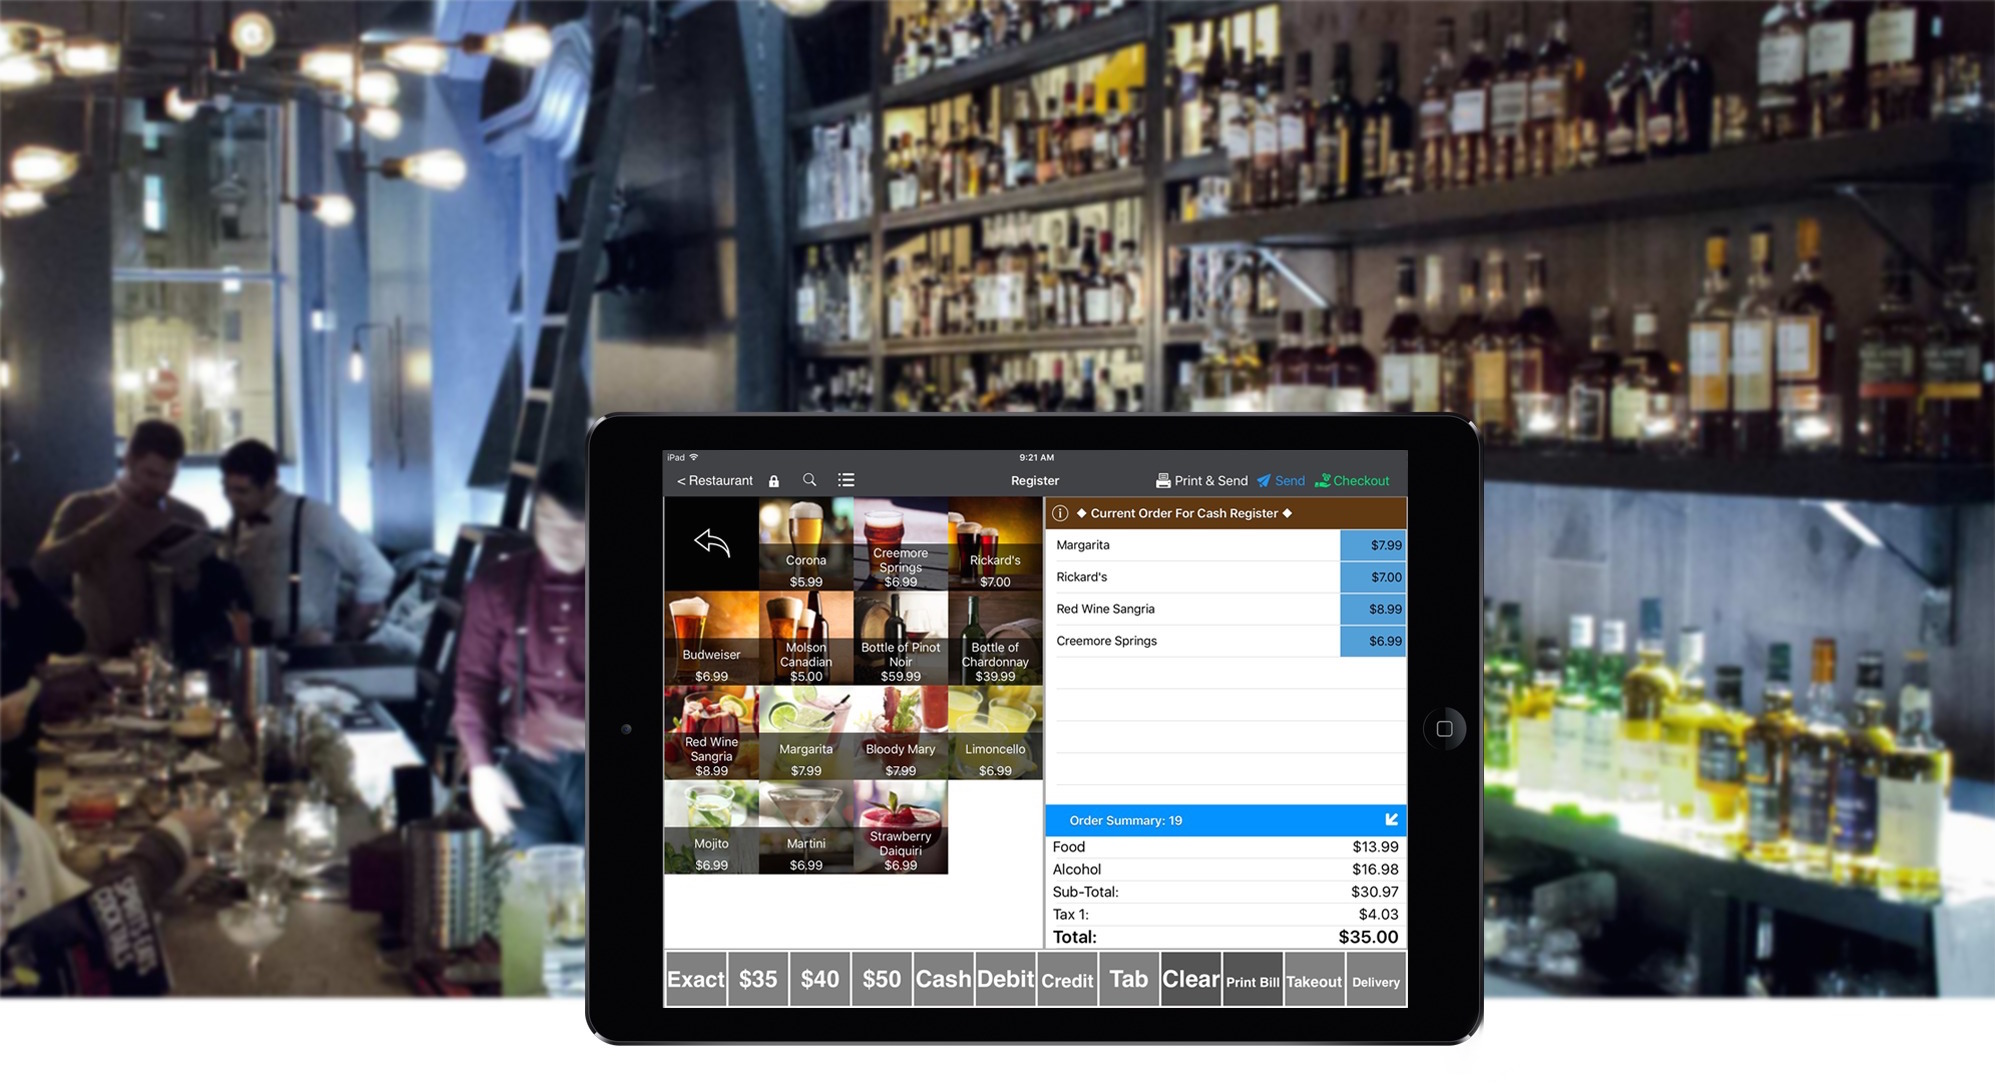 iPad
9:21 AM
< Restaurant
Register
Print & Send
Send
Checkout
Corona
$5.99
Creemore
Springs
$6.99
Rickard's
$7.00
Budweiser
$6.99
Molson
Canadian
$5.00
Bottle of Pinot
Noir
$59.99
Bottle of
Chardonnay
$39.99
Red Wine
Sangria
$8.99
Margarita
$7.99
Bloody Mary
$7.99
Limoncello
$6.99
Mojito
$6.99
Martini
$6.99
Strawberry
Daiquiri
$6.99
◆ Current Order For Cash Register ◆
Margarita $7.99
Rickard's $7.00
Red Wine Sangria $8.99
Creemore Springs $6.99
Order Summary: 19
Food $13.99
Alcohol $16.98
Sub-Total: $30.97
Tax 1: $4.03
Total: $35.00
Exact $35 $40 $50 Cash Debit Credit Tab Clear Print Bill Takeout Delivery
COCKTAILS